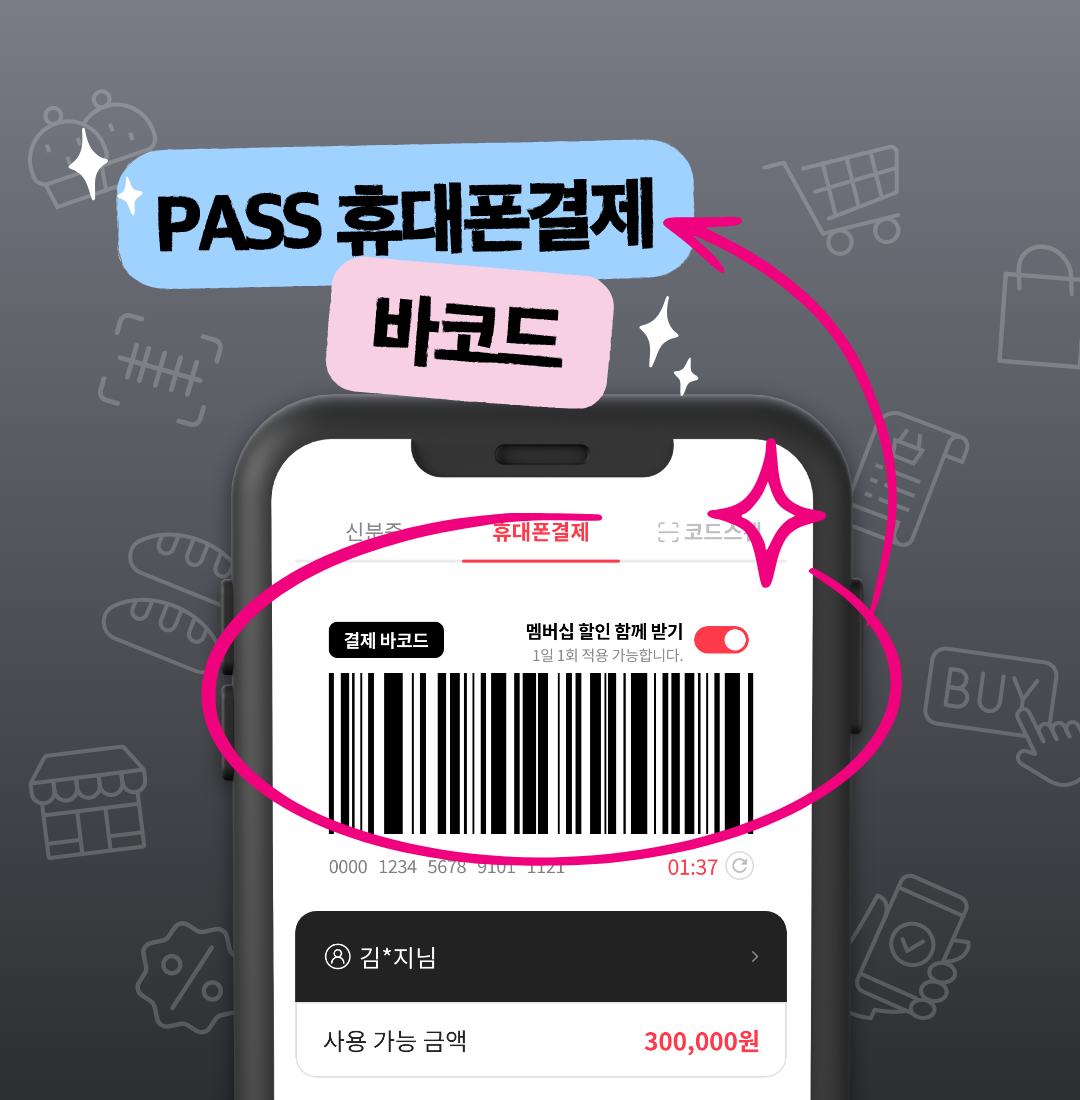 PASS 휴대폰결제
바코드
신분증 휴대폰결제 코드스캔
결제 바코드
멤버십 할인 함께 받기
1일 1회 적용 가능합니다.
0000 1234 5678 9101 1121
01:37
김*지님
사용 가능 금액 300,000원
BUY